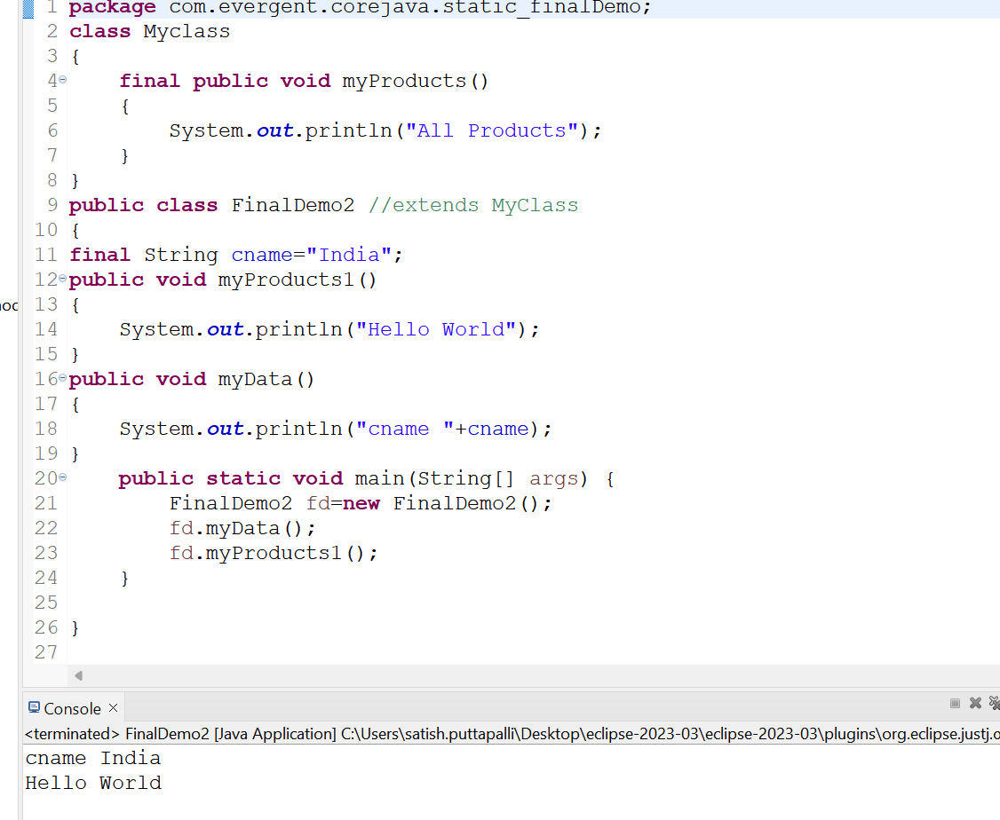 1 package com.evergent.corejava.static_finalDemo;
2 class Myclass
3 {
4 final public void myProducts()
5 {
6 System.out.println("All Products");
7 }
8 }
9 public class FinalDemo2 //extends MyClass
10 {
11 final String cname="India";
12 public void myProducts1()
13 {
14 System.out.println("Hello World");
15 }
16 public void myData()
17 {
18 System.out.println("cname "+cname);
19 }
20 public static void main(String[] args) {
21 FinalDemo2 fd=new FinalDemo2();
22 fd.myData();
23 fd.myProducts1();
24 }
25
26 }
27
Console
<terminated> FinalDemo2 [Java Application] C:\Users\satish.puttapalli\Desktop\eclipse-2023-03\eclipse-2023-03\plugins\org.eclipse.justj.o
cname India
Hello World